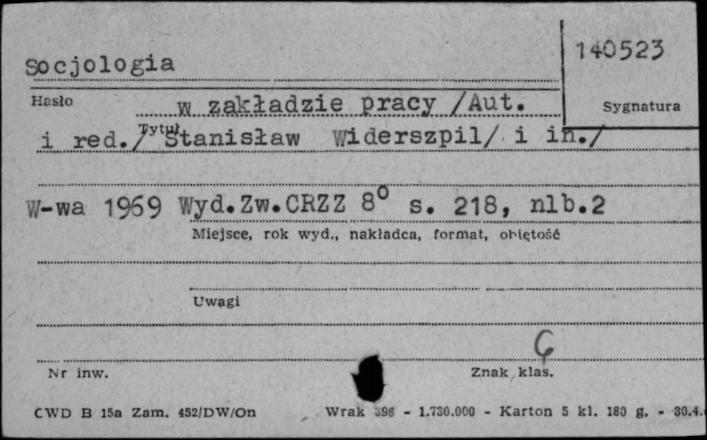 140523
Socjologia
Hasło
w zakładzie pracy /Aut.
Sygnatura
Tytuł
i red./ Stanisław Widerszpil/ i in./
W-wa 1969 Wyd.Zw.CRZZ 8° s. 218, nlb.2
Miejsce, rok wyd., nakładca, format, objętość
Uwagi
6
Nr inw.
Znak klas.
CWD B 15a Zam. 452/DW/On Wrak 396 - 1.730.000 - Karton 5 kl. 180 g. - 30.4.